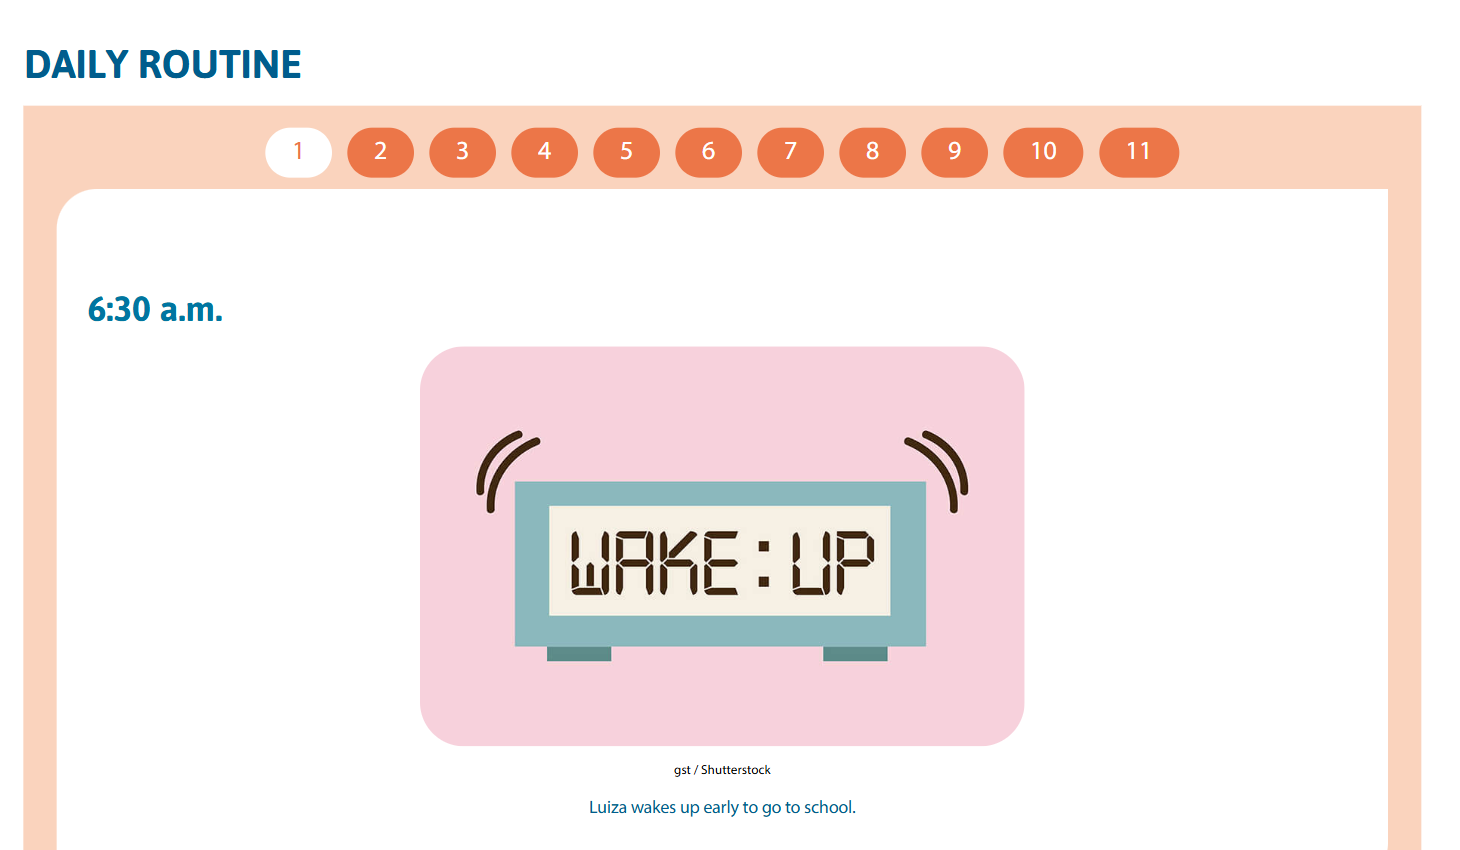 DAILY ROUTINE
1 2 3 4 5 6 7 8 9 10 11
6:30 a.m.
WAKE:UP
gst / Shutterstock
Luiza wakes up early to go to school.